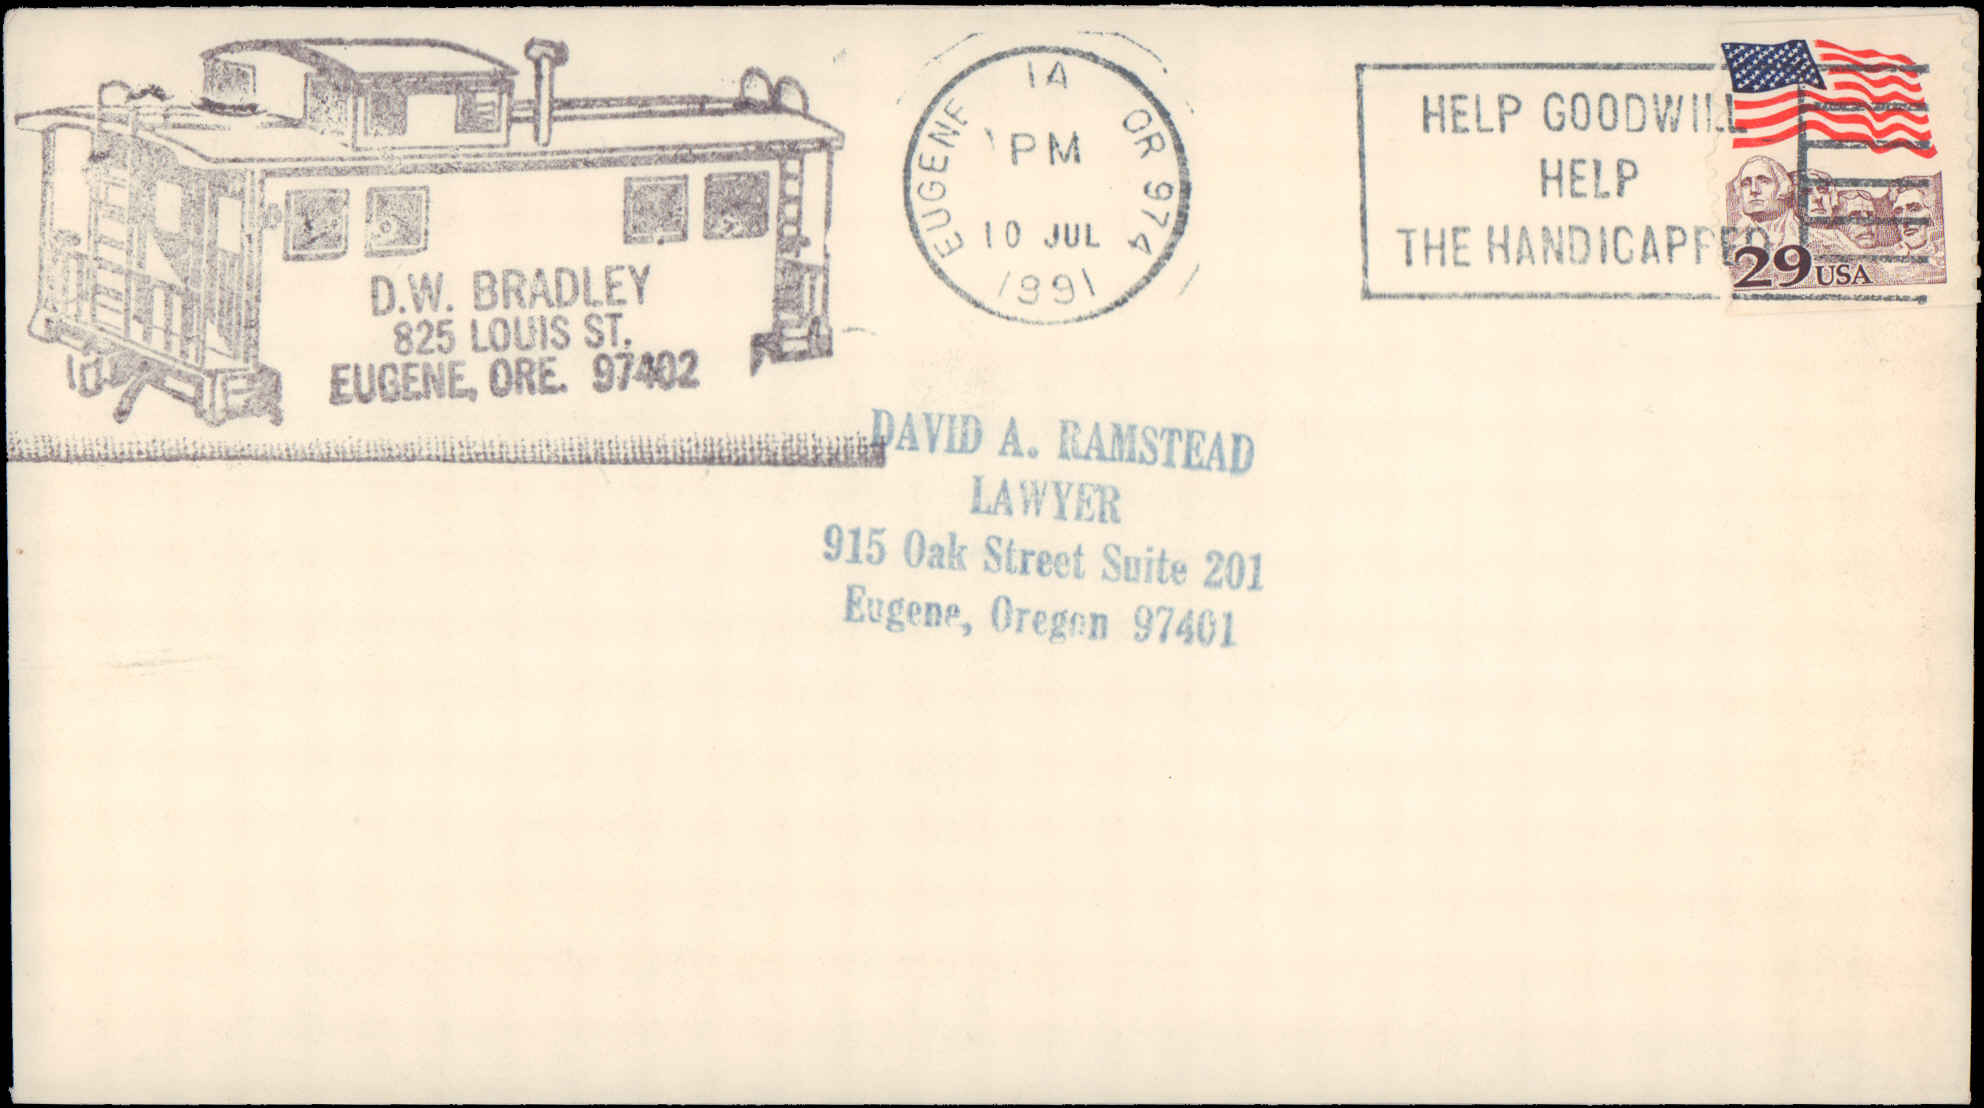 D.W. BRADLEY
825 LOUIS ST.
EUGENE, ORE. 97402
EUGENE OR 974
1A
PM
10 JUL
1991
HELP GOODWILL
HELP
THE HANDICAPPED
29 USA
DAVID A. RAMSTEAD
LAWYER
915 Oak Street Suite 201
Eugene, Oregon 97401